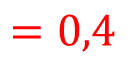 = 0,4